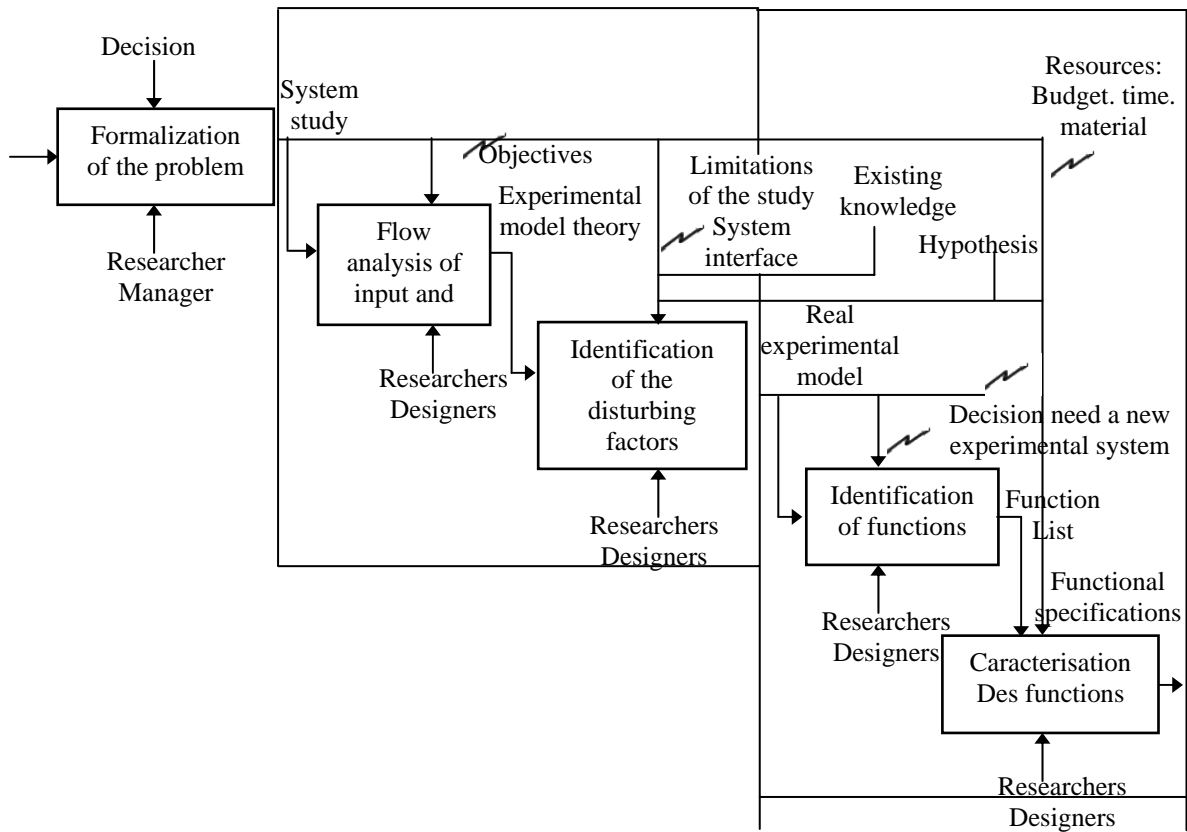 Decision
Formalization
of the problem
Researcher
Manager
System
study
Objectives
Flow
analysis of
input and
Researchers
Designers
Experimental
model theory
Identification
of the
disturbing
factors
Researchers
Designers
Limitations
of the study
System
interface
Existing
knowledge
Hypothesis
Resources:
Budget. time.
material
Real
experimental
model
Decision need a new
experimental system
Identification
of functions
Researchers
Designers
Function
List
Functional
specifications
Caracterisation
Des functions
Researchers
Designers